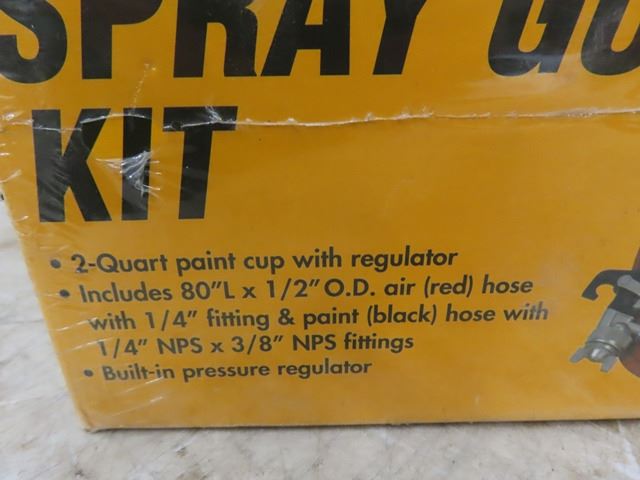 SPRAY GU
KIT
• 2-Quart paint cup with regulator
• Includes 80"L x 1/2" O.D. air (red) hose
with 1/4" fitting & paint (black) hose with
1/4" NPS x 3/8" NPS fittings
• Built-in pressure regulator